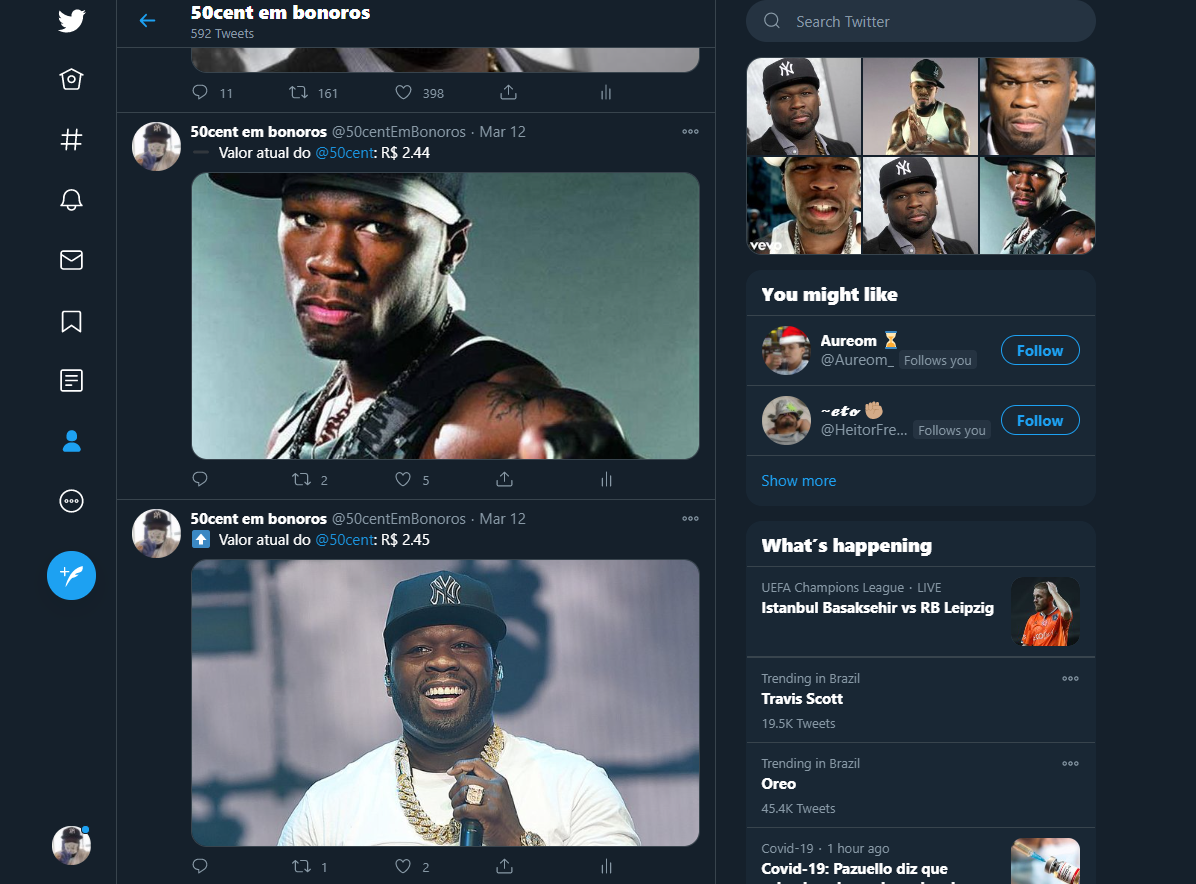 50cent em bonoros
592 Tweets
11 161 398
50cent em bonoros @50centEmBonoros · Mar 12
Valor atual do @50cent: R$ 2.44
2 5
50cent em bonoros @50centEmBonoros · Mar 12
Valor atual do @50cent: R$ 2.45
NY
1 2
Search Twitter
NY
NY
vevo
You might like
Aureom
@Aureom_ Follows you
Follow
~𝓮𝓽𝓸
@HeitorFre... Follows you
Follow
Show more
What´s happening
UEFA Champions League · LIVE
Istanbul Basaksehir vs RB Leipzig
Trending in Brazil
Travis Scott
19.5K Tweets
Trending in Brazil
Oreo
45.4K Tweets
Covid-19 · 1 hour ago
Covid-19: Pazuello diz que